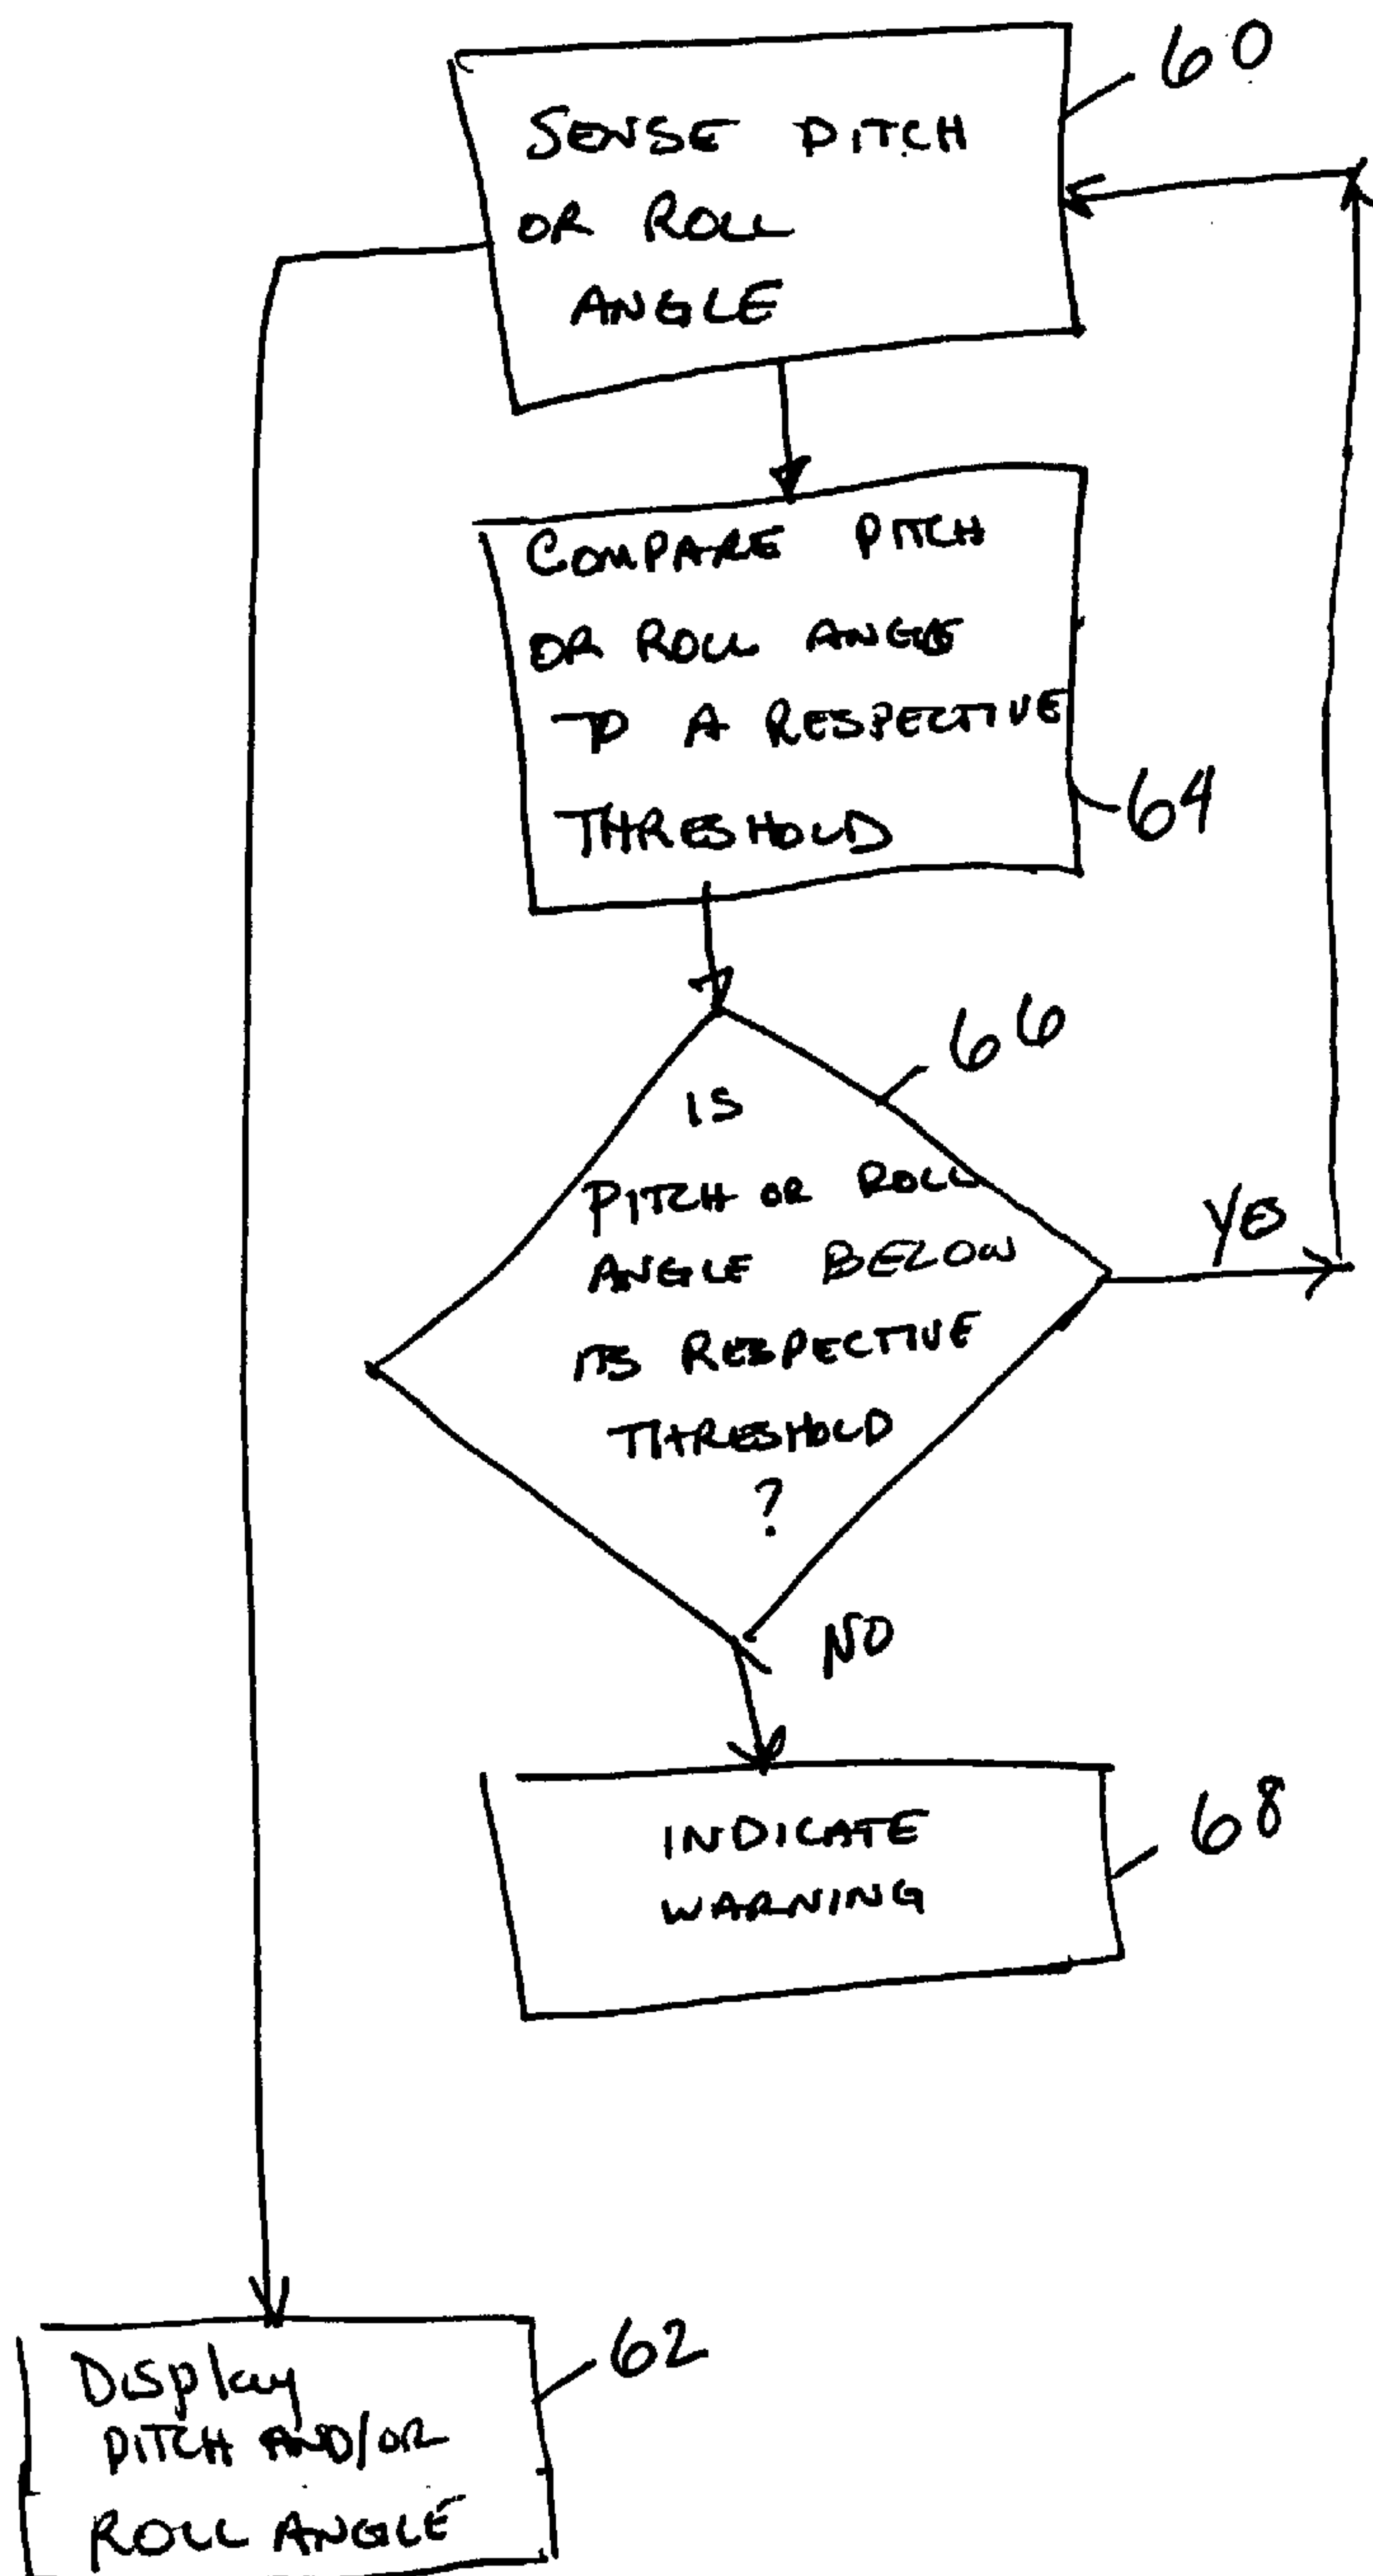 60
SENSE PITCH
OR ROLL
ANGLE
COMPARE PITCH
OR ROLL ANGLE
TO A RESPECTIVE
THRESHOLD
64
66
IS
PITCH OR ROLL
ANGLE BELOW
ITS RESPECTIVE
THRESHOLD
?
YES
NO
INDICATE
WARNING
68
Display
PITCH AND/OR
ROLL ANGLE
62